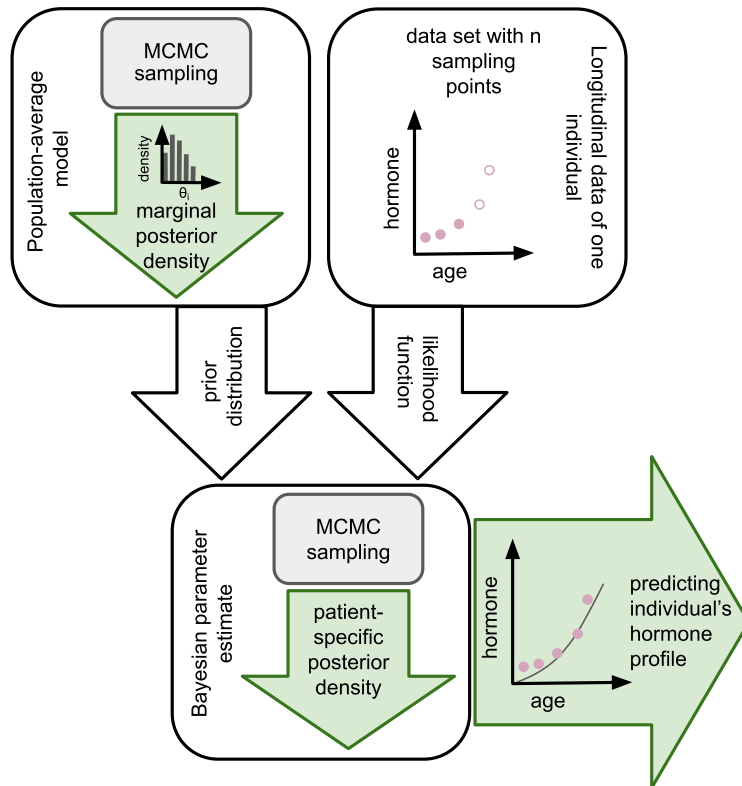 Population-average
model
MCMC
sampling
density
θi
marginal
posterior
density
data set with n
sampling
points
hormone
age
Longitudinal data of one
individual
prior
distribution
likelihood
function
Bayesian parameter
estimate
MCMC
sampling
patient-
specific
posterior
density
hormone
age
predicting
individual's
hormone
profile